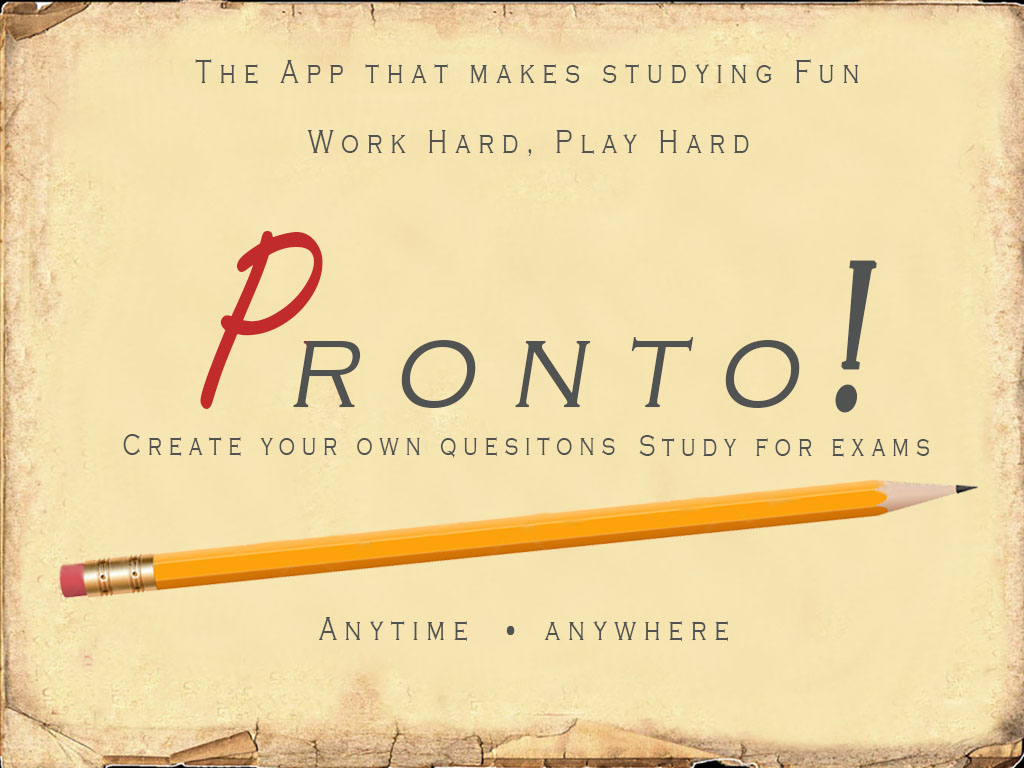 The App that makes studying Fun
Work Hard, Play Hard
Pronto!
Create your own quesitons Study for exams
Anytime • anywhere